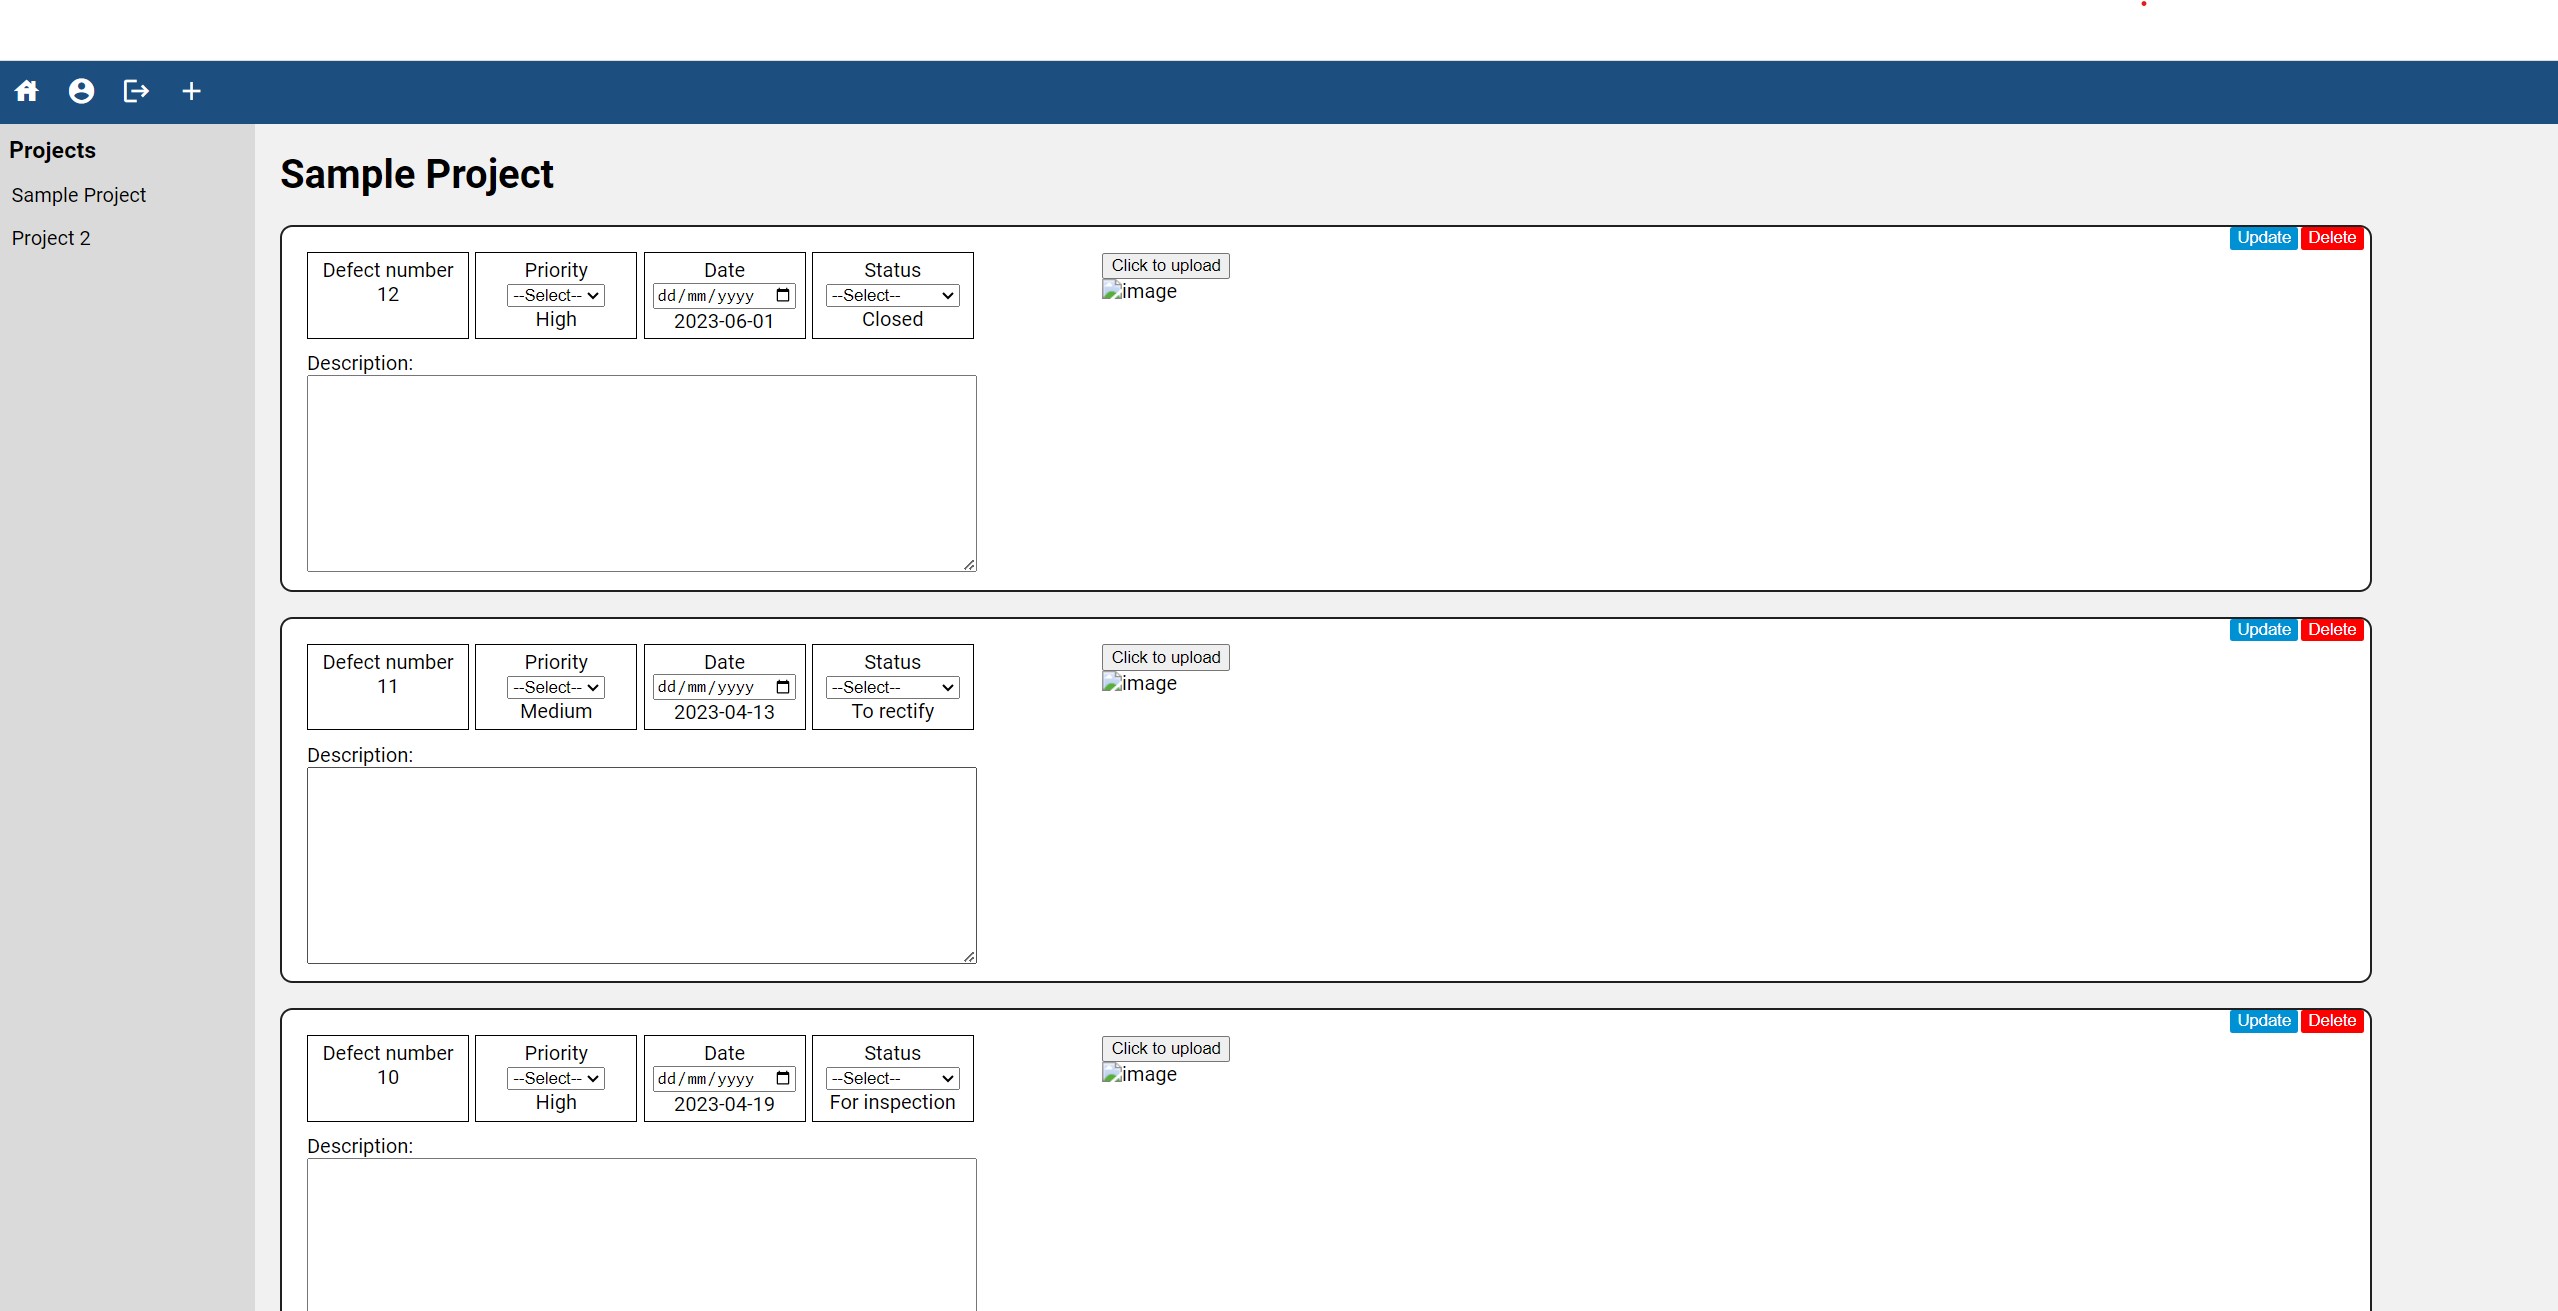 Projects
Sample Project
Project 2
Sample Project
Update Delete
Defect number Priority Date Status Click to upload
12 --Select-- dd/mm/yyyy --Select-- image
High 2023-06-01 Closed
Description:
Update Delete
Defect number Priority Date Status Click to upload
11 --Select-- dd/mm/yyyy --Select-- image
Medium 2023-04-13 To rectify
Description:
Update Delete
Defect number Priority Date Status Click to upload
10 --Select-- dd/mm/yyyy --Select-- image
High 2023-04-19 For inspection
Description: